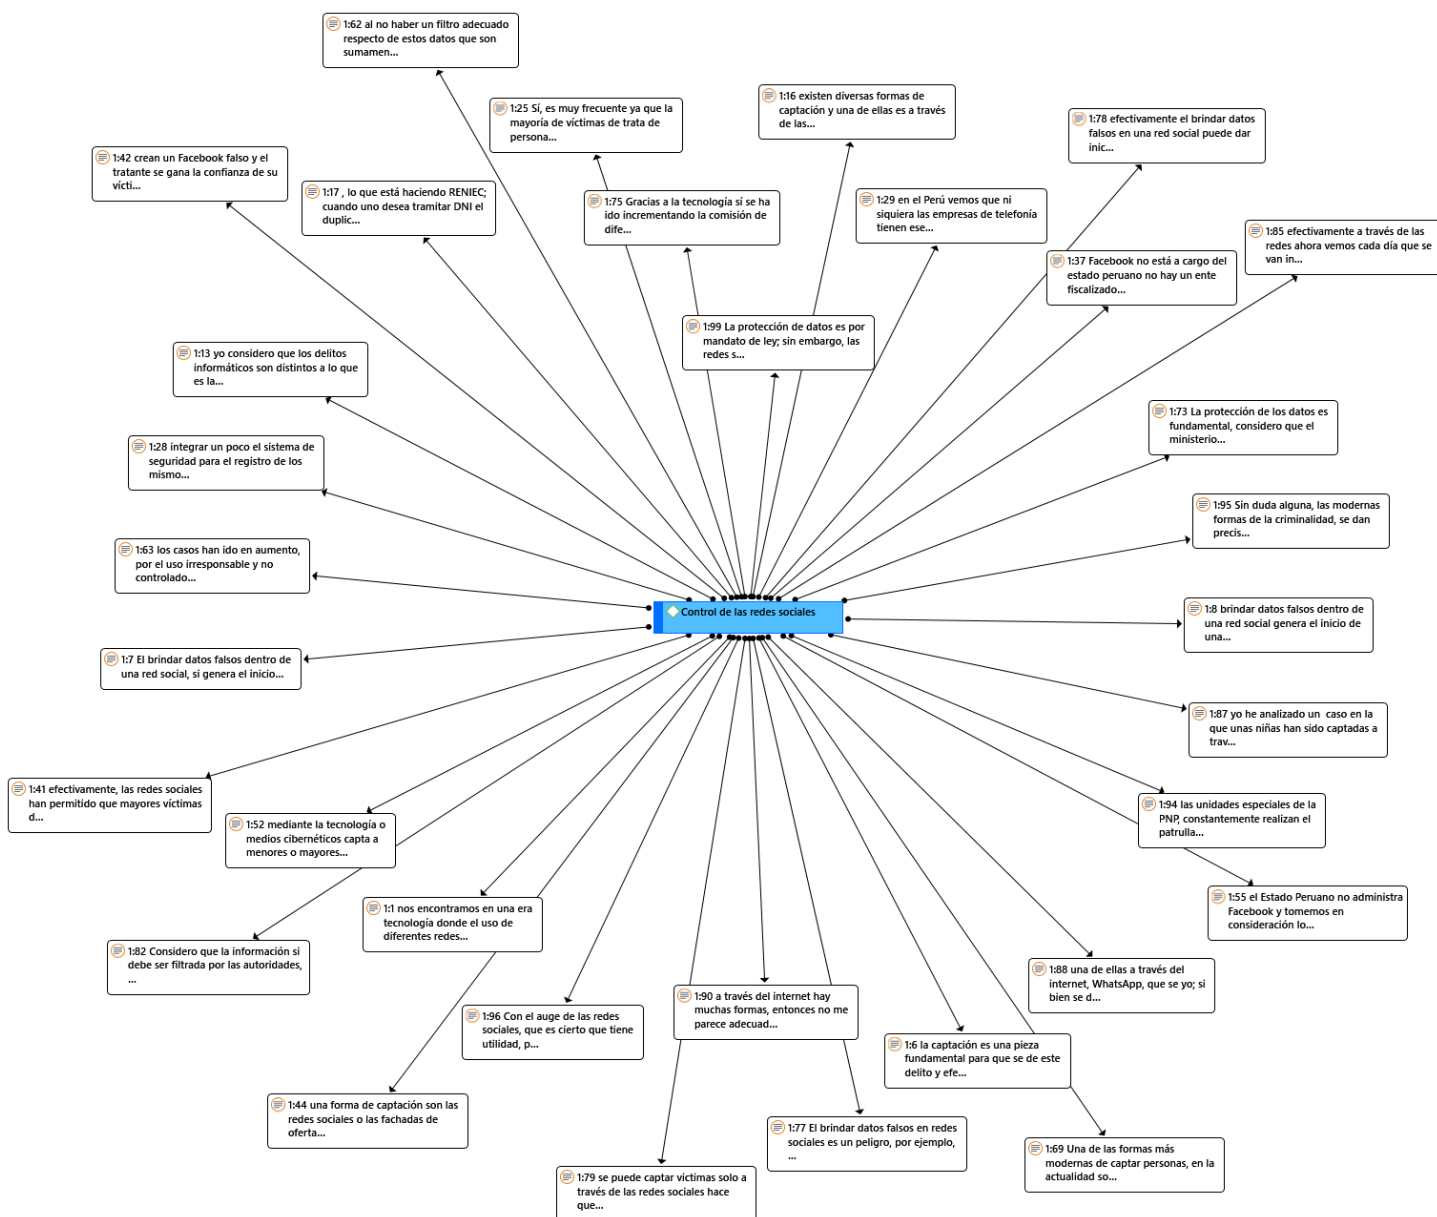 1:62 al no haber un filtro adecuado
respecto de estos datos que son
sumamen...
1:25 Sí, es muy frecuente ya que la
mayoría de víctimas de trata de
persona...
1:16 existen diversas formas de
captación y una de ellas es a través
de las...
1:78 efectivamente el brindar datos
falsos en una red social puede dar
inic...
1:42 crean un Facebook falso y el
tratante se gana la confianza de su
vícti...
1:17 , lo que está haciendo RENIEC;
cuando uno desea tramitar DNI el
duplic...
1:75 Gracias a la tecnología sí se ha
ido incrementando la comisión de
dife...
1:29 en el Perú vemos que ni
siquiera las empresas de telefonía
tienen ese...
1:85 efectivamente a través de las
redes ahora vemos cada día que se
van in...
1:37 Facebook no está a cargo del
estado peruano no hay un ente
fiscalizado...
1:99 La protección de datos es por
mandato de ley; sin embargo, las
redes s...
1:13 yo considero que los delitos
informáticos son distintos a lo que
es la...
1:73 La protección de los datos es
fundamental, considero que el
ministerio...
1:28 integrar un poco el sistema de
seguridad para el registro de los
mismo...
1:95 Sin duda alguna, las modernas
formas de la criminalidad, se dan
precis...
1:63 los casos han ido en aumento,
por el uso irresponsable y no
controlado...
Control de las redes sociales
1:8 brindar datos falsos dentro de
una red social genera el inicio de
una...
1:7 El brindar datos falsos dentro de
una red social, si genera el inicio...
1:87 yo he analizado un caso en la
que unas niñas han sido captadas a
trav...
1:41 efectivamente, las redes sociales
han permitido que mayores víctimas
d...
1:52 mediante la tecnología o
medios cibernéticos capta a
menores o mayores...
1:94 las unidades especiales de la
PNP, constantemente realizan el
patrulla...
1:55 el Estado Peruano no administra
Facebook y tomemos en
consideración lo...
1:1 nos encontramos en una era
tecnología donde el uso de
diferentes redes...
1:82 Considero que la información si
debe ser filtrada por las autoridades,
...
1:88 una de ellas a través del
internet, WhatsApp, que se yo; si
bien se d...
1:90 a través del internet hay
muchas formas, entonces no me
parece adecuad...
1:96 Con el auge de las redes
sociales, que es cierto que tiene
utilidad, p...
1:6 la captación es una pieza
fundamental para que se de este
delito y efe...
1:44 una forma de captación son las
redes sociales o las fachadas de
oferta...
1:77 El brindar datos falsos en redes
sociales es un peligro, por ejemplo,
...
1:69 Una de las formas más
modernas de captar personas, en la
actualidad so...
1:79 se puede captar victimas solo a
través de las redes sociales hace
que...